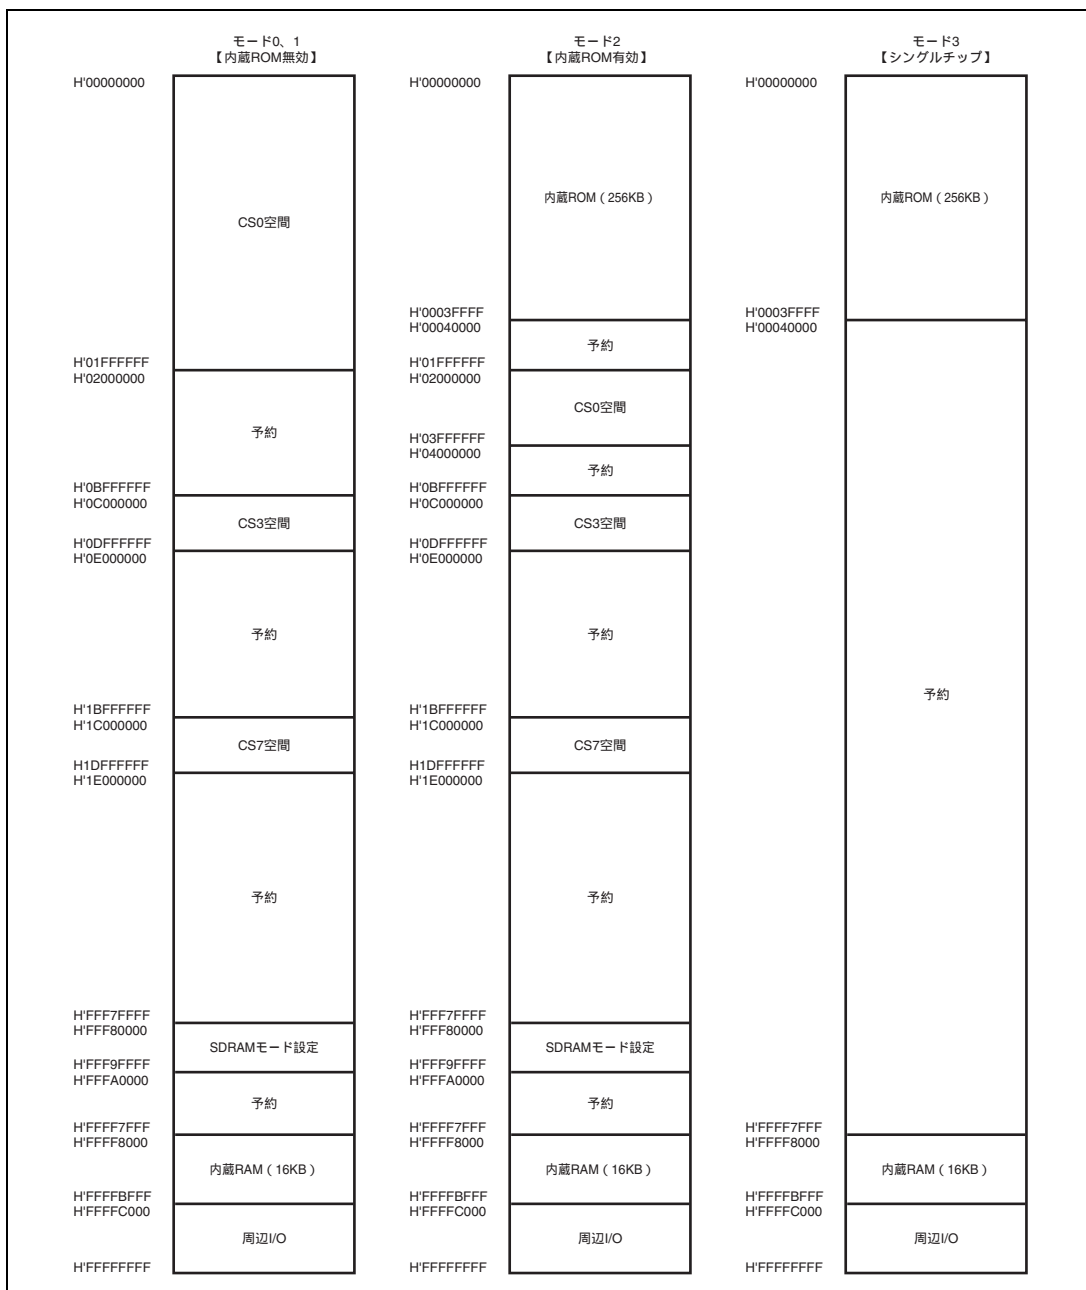 モード0、1
【内蔵ROM無効】
H'00000000
CS0空間
H'01FFFFFF
H'02000000
予約
H'0BFFFFFF
H'0C000000
CS3空間
H'0DFFFFFF
H'0E000000
予約
H'1BFFFFFF
H'1C000000
CS7空間
H1DFFFFFF
H'1E000000
予約
H'FFF7FFFF
H'FFF80000
SDRAMモード設定
H'FFF9FFFF
H'FFFA0000
予約
H'FFFF7FFF
H'FFFF8000
内蔵RAM(16KB)
H'FFFFBFFF
H'FFFFC000
周辺I/O
H'FFFFFFFF
モード2
【内蔵ROM有効】
H'00000000
内蔵ROM(256KB)
H'0003FFFF
H'00040000
予約
H'01FFFFFF
H'02000000
CS0空間
H'03FFFFFF
H'04000000
予約
H'0BFFFFFF
H'0C000000
CS3空間
H'0DFFFFFF
H'0E000000
予約
H'1BFFFFFF
H'1C000000
CS7空間
H1DFFFFFF
H'1E000000
予約
H'FFF7FFFF
H'FFF80000
SDRAMモード設定
H'FFF9FFFF
H'FFFA0000
予約
H'FFFF7FFF
H'FFFF8000
内蔵RAM(16KB)
H'FFFFBFFF
H'FFFFC000
周辺I/O
H'FFFFFFFF
モード3
【シングルチップ】
H'00000000
内蔵ROM(256KB)
H'0003FFFF
H'00040000
予約
H'FFFF7FFF
H'FFFF8000
内蔵RAM(16KB)
H'FFFFBFFF
H'FFFFC000
周辺I/O
H'FFFFFFFF